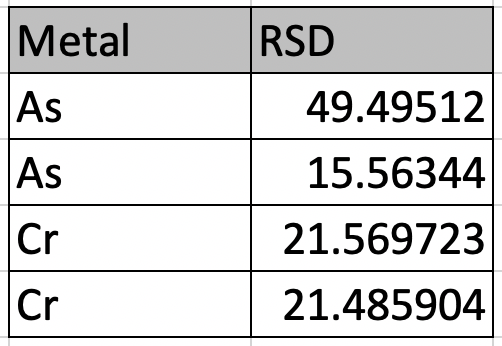 Metal RSD
As 49.49512
As 15.56344
Cr 21.569723
Cr 21.485904